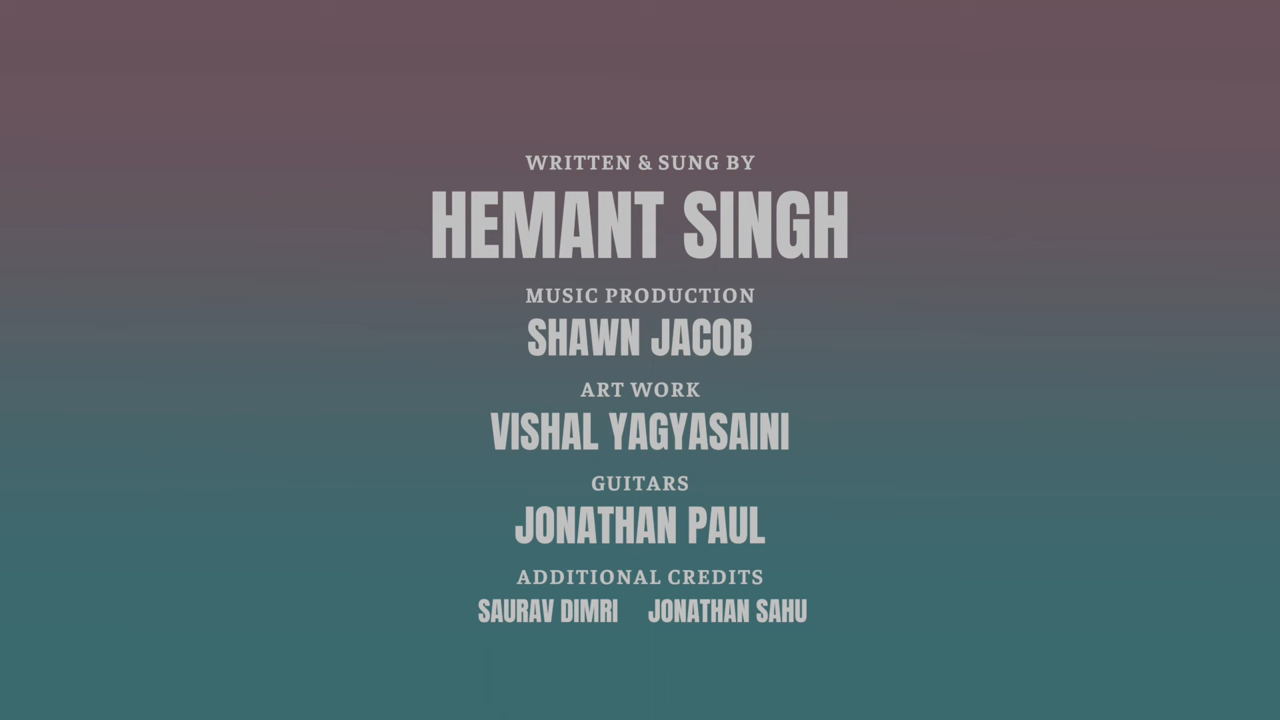 WRITTEN & SUNG BY
HEMANT SINGH
MUSIC PRODUCTION
SHAWN JACOB
ART WORK
VISHAL YAGYASAINI
GUITARS
JONATHAN PAUL
ADDITIONAL CREDITS
SAURAV DIMRI JONATHAN SAHU